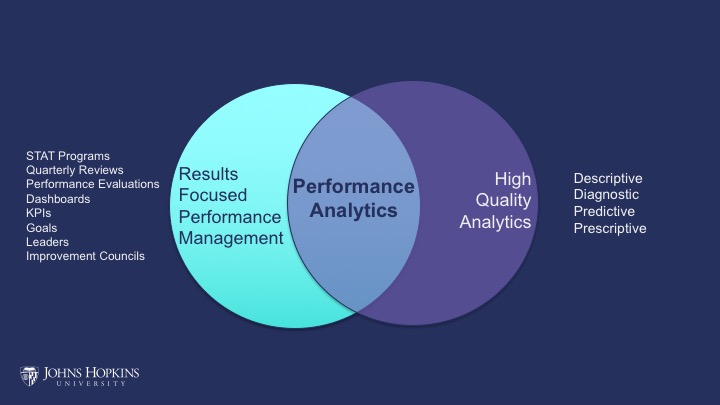 STAT Programs
Quarterly Reviews
Performance Evaluations
Dashboards
KPIs
Goals
Leaders
Improvement Councils
Results
Focused
Performance
Management
Performance
Analytics
High
Quality
Analytics
Descriptive
Diagnostic
Predictive
Prescriptive
JOHNS HOPKINS
UNIVERSITY